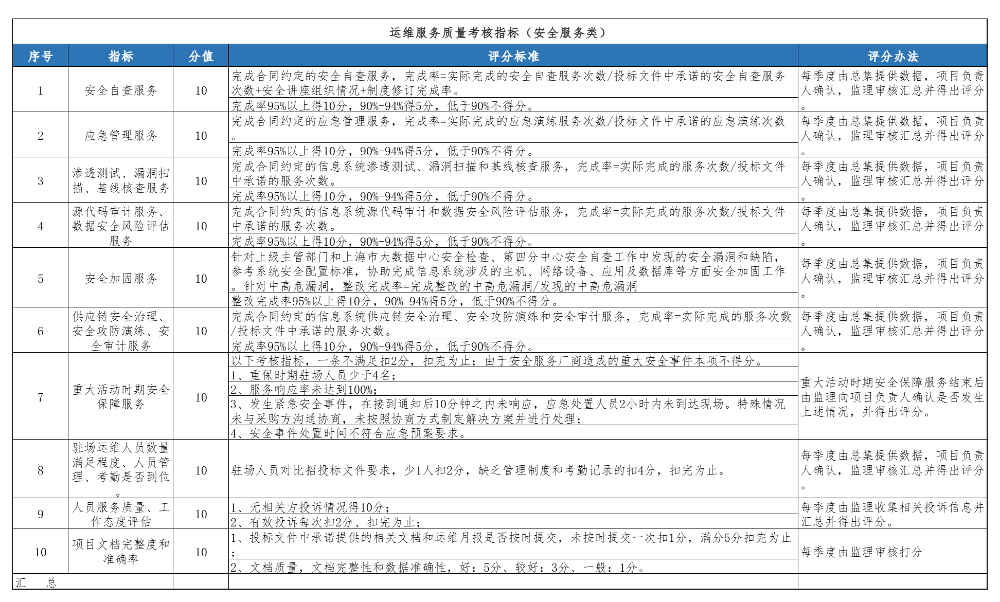 运维服务质量考核指标（安全服务类）
序号 指标 分值 评分标准 评分办法
1
安全自查服务
10
完成合同约定的安全自查服务，完成率=实际完成的安全自查服务次数/投标文件中承诺的安全自查服务
次数+安全讲座组织情况+制度修订完成率。
完成率95%以上得10分，90%-94%得5分，低于90%不得分。
每季度由总集提供数据，项目负责
人确认，监理审核汇总并得出评分
。
2
应急管理服务
10
完成合同约定的应急管理服务，完成率=实际完成的应急演练服务次数/投标文件中承诺的应急演练次数
。
完成率95%以上得10分，90%-94%得5分，低于90%不得分。
每季度由总集提供数据，项目负责
人确认，监理审核汇总并得出评分
。
3
渗透测试、漏洞扫
描、基线核查服务
10
完成合同约定的信息系统渗透测试、漏洞扫描和基线核查服务，完成率=实际完成的服务次数/投标文件
中承诺的服务次数。
完成率95%以上得10分，90%-94%得5分，低于90%不得分。
每季度由总集提供数据，项目负责
人确认，监理审核汇总并得出评分
。
4
源代码审计服务、
数据安全风险评估
服务
10
完成合同约定的信息系统源代码审计和数据安全风险评估服务，完成率=实际完成的服务次数/投标文件
中承诺的服务次数。
完成率95%以上得10分，90%-94%得5分，低于90%不得分。
每季度由总集提供数据，项目负责
人确认，监理审核汇总并得出评分
。
5
安全加固服务
10
针对上级主管部门和上海市大数据中心安全检查、第四分中心安全自查工作中发现的安全漏洞和缺陷，
参考系统安全配置标准，协助完成信息系统涉及的主机、网络设备、应用及数据库等方面安全加固工作
。针对中高危漏洞，整改完成率=完成整改的中高危漏洞/发现的中高危漏洞
整改完成率95%以上得10分，90%-94%得5分，低于90%不得分。
每季度由总集提供数据，项目负责
人确认，监理审核汇总并得出评分
。
6
供应链安全治理、
安全攻防演练、安
全审计服务
10
完成合同约定的信息系统供应链安全治理、安全攻防演练和安全审计服务，完成率=实际完成的服务次数
/投标文件中承诺的服务次数。
完成率95%以上得10分，90%-94%得5分，低于90%不得分。
每季度由总集提供数据，项目负责
人确认，监理审核汇总并得出评分
。
7
重大活动时期安全
保障服务
10
以下考核指标，一条不满足扣2分，扣完为止；由于安全服务厂商造成的重大安全事件本项不得分。
1、重保时期驻场人员少于4名；
2、服务响应率未达到100%；
3、发生紧急安全事件，在接到通知后10分钟之内未响应，应急处置人员2小时内未到达现场。特殊情况
未与采购方沟通协商，未按照协商方式制定解决方案并进行处理；
4、安全事件处置时间不符合应急预案要求。
重大活动时期安全保障服务结束后
由监理向项目负责人确认是否发生
上述情况，并得出评分。
8
驻场运维人员数量
满足程度、人员管
理、考勤是否到位
。
10
驻场人员对比招投标文件要求，少1人扣2分，缺乏管理制度和考勤记录的扣4分，扣完为止。
每季度由总集提供数据，项目负责
人确认，监理审核汇总并得出评分
。
9
人员服务质量、工
作态度评估
10
1、无相关方投诉情况得10分；
2、有效投诉每次扣2分、扣完为止；
每季度由监理收集相关投诉信息并
汇总并得出评分。
10
项目文档完整度和
准确率
10
1、投标文件中承诺提供的相关文档和运维月报是否按时提交，未按时提交一次扣1分，满分5分扣完为止
；
2、文档质量，文档完整性和数据准确性，好：5分、较好：3分、一般：1分。
每季度由监理审核打分
汇 总